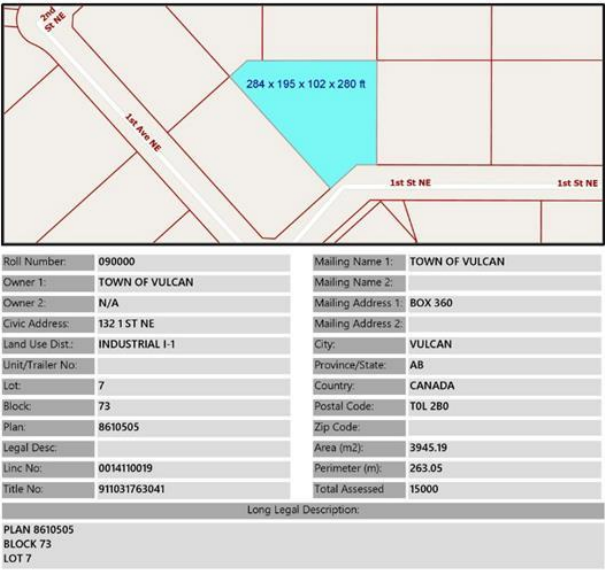 2nd
St NE
284 x 195 x 102 x 280 ft
1st Ave NE
1st St NE 1st St NE
Roll Number: 090000 Mailing Name 1: TOWN OF VULCAN
Owner 1: TOWN OF VULCAN Mailing Name 2:
Owner 2: N/A Mailing Address 1: BOX 360
Civic Address: 132 1 ST NE Mailing Address 2:
Land Use Dist.: INDUSTRIAL I-1 City: VULCAN
Unit/Trailer No: Province/State: AB
Lot: 7 Country: CANADA
Block: 73 Postal Code: T0L 2B0
Plan: 8610505 Zip Code:
Legal Desc: Area (m2): 3945.19
Linc No: 0014110019 Perimeter (m): 263.05
Title No: 911031763041 Total Assessed 15000
Long Legal Description:
PLAN 8610505
BLOCK 73
LOT 7